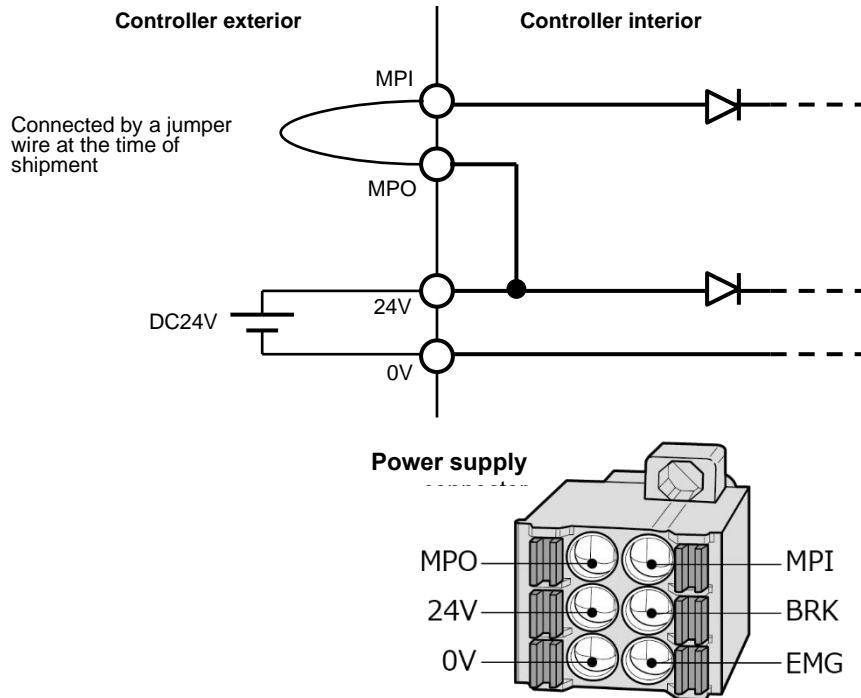 Controller exterior
Controller interior
MPI
Connected by a jumper
wire at the time of
shipment
MPO
24V
DC24V
0V
Power supply
MPO
MPI
24V
BRK
0V
EMG